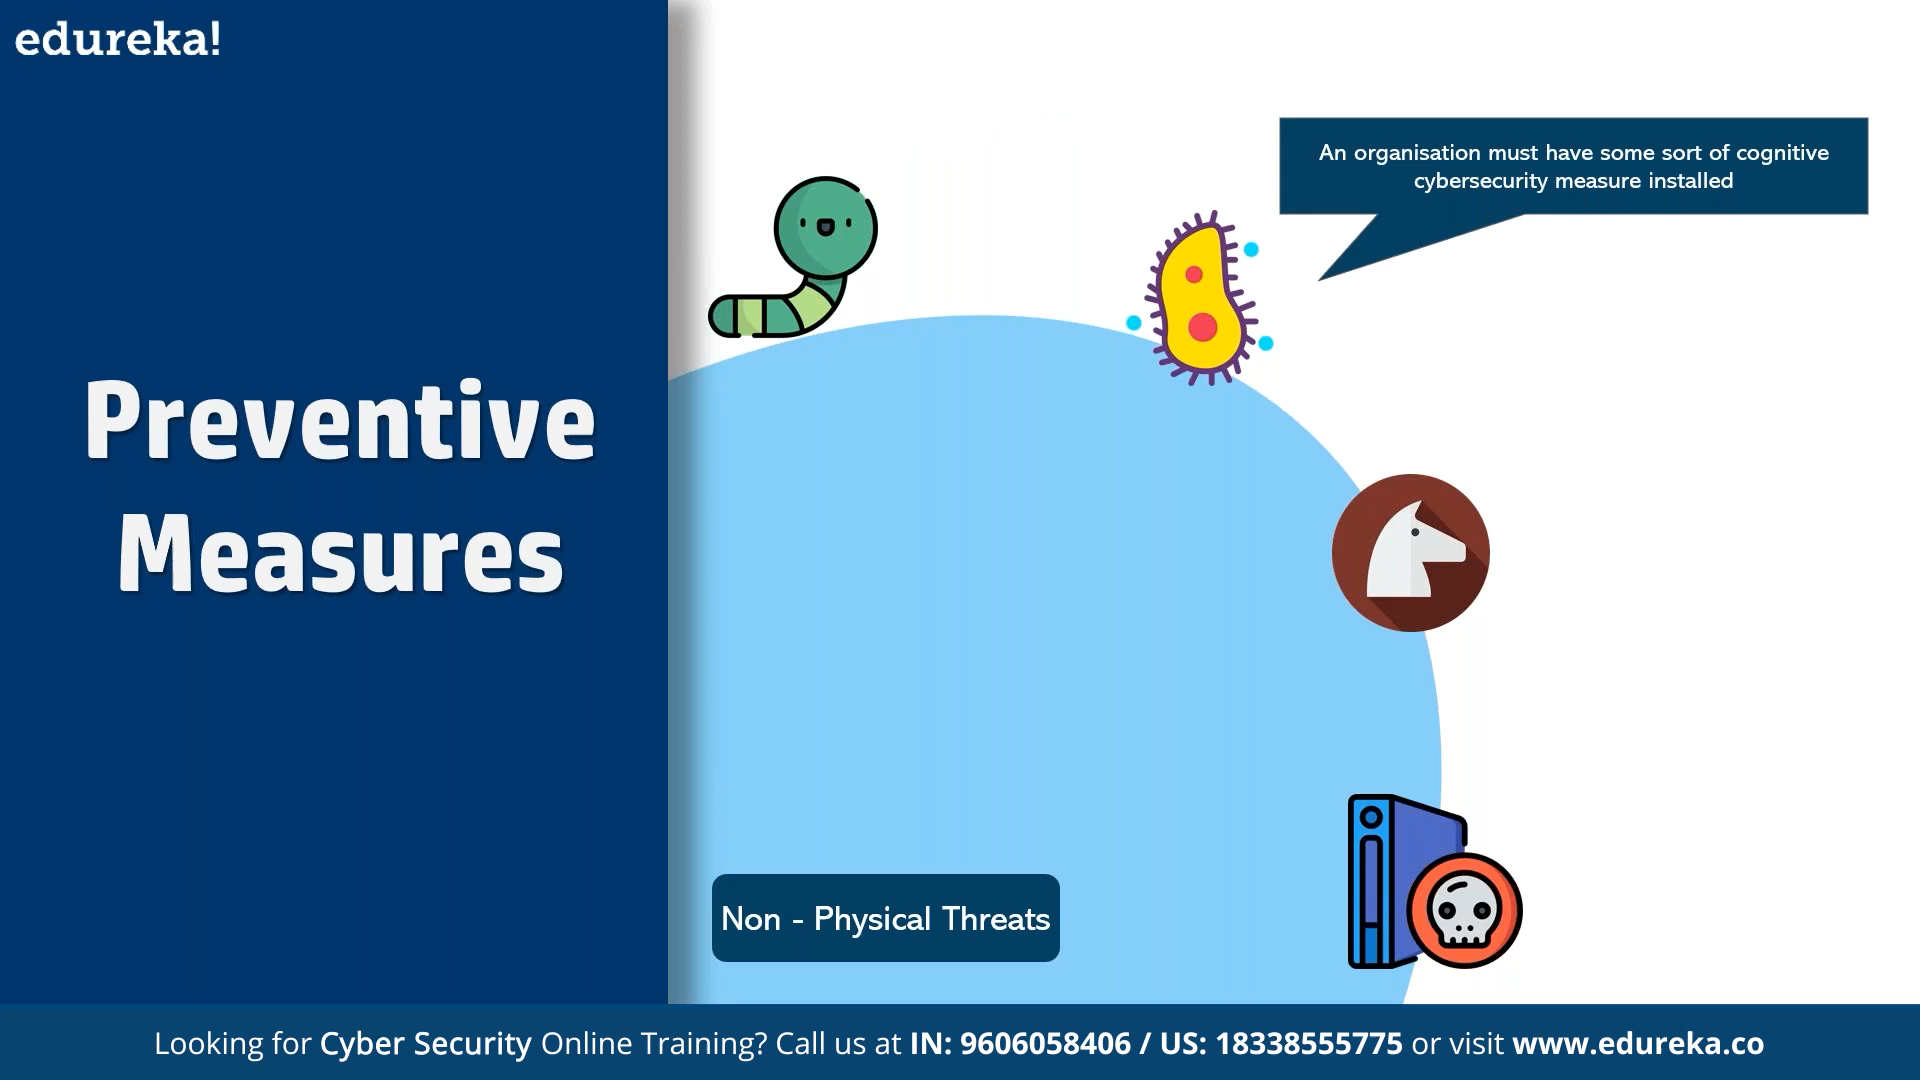 edureka!
Preventive
Measures
An organisation must have some sort of cognitive
cybersecurity measure installed
Non - Physical Threats
Looking for Cyber Security Online Training? Call us at IN: 9606058406 / US: 18338555775 or visit www.edureka.co